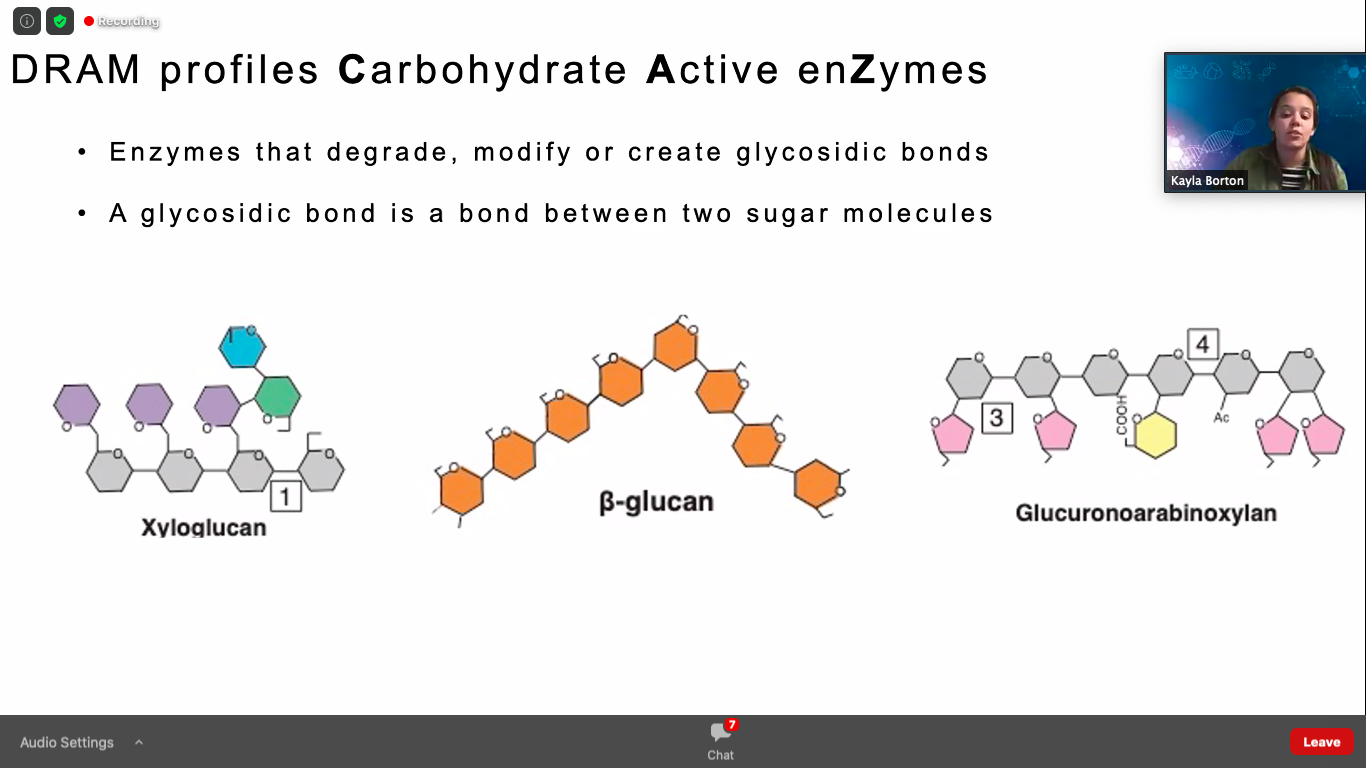 Recording
DRAM profiles Carbohydrate Active enZymes
• Enzymes that degrade, modify or create glycosidic bonds
• A glycosidic bond is a bond between two sugar molecules
Kayla Borton
O
O
O
O
O
O
O
O
O
1
Xyloglucan
O
O
O
O
O
O
O
O
β-glucan
O
O
O
O
O
O
4
O
3
O
COOH
O
Ac
O
O
Glucuronoarabinoxylan
Audio Settings
7
Chat
Leave